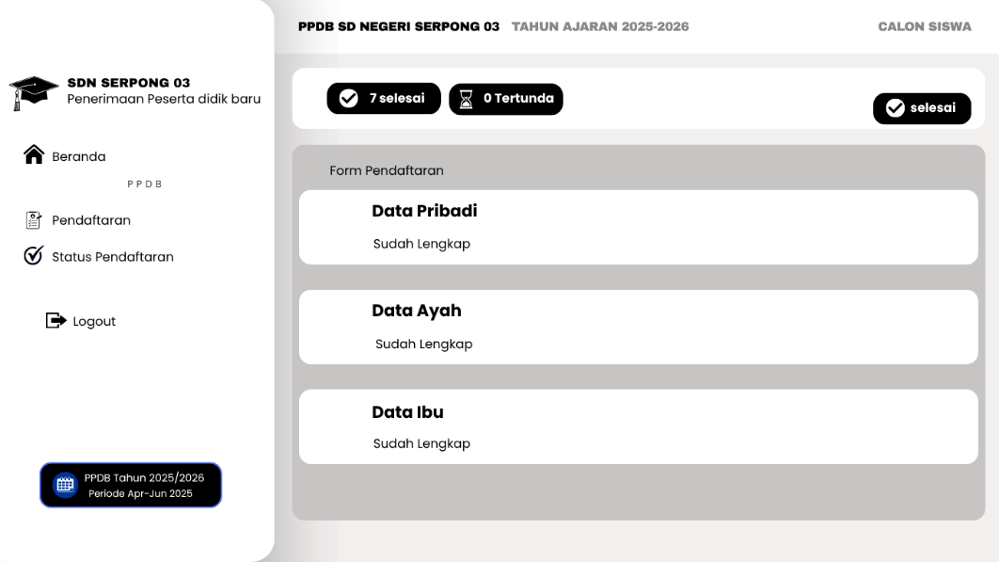 PPDB SD NEGERI SERPONG 03 TAHUN AJARAN 2025-2026 CALON SISWA
SDN SERPONG 03
Penerimaan Peserta didik baru
Beranda
PPDB
Pendaftaran
Status Pendaftaran
Logout
PPDB Tahun 2025/2026
Periode Apr-Jun 2025
7 selesai 0 Tertunda
selesai
Form Pendaftaran
Data Pribadi
Sudah Lengkap
Data Ayah
Sudah Lengkap
Data Ibu
Sudah Lengkap